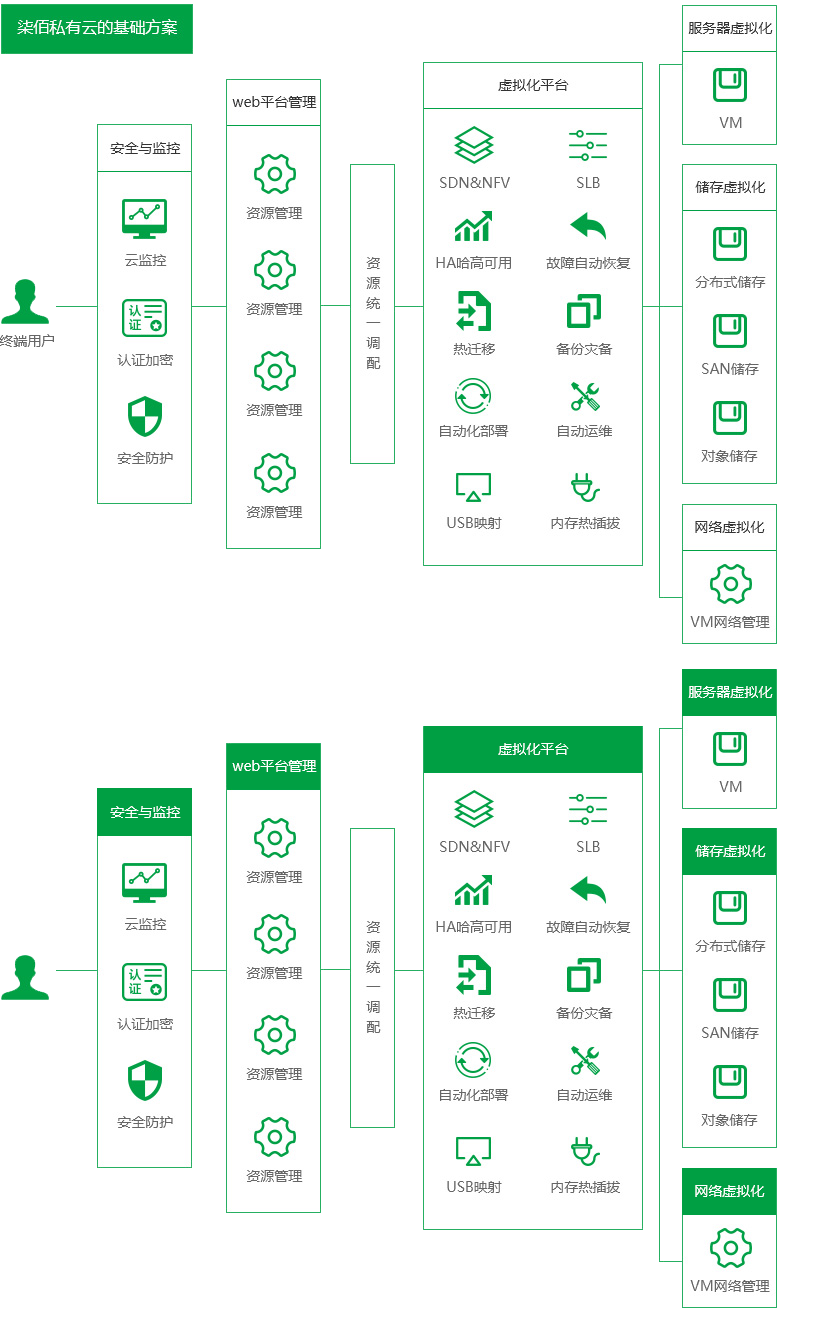 柒佰私有云的基础方案
终端用户
安全与监控
云监控
认证
认证加密
安全防护
web平台管理
资源管理
资源管理
资源管理
资源管理
资源统一调配
虚拟化平台
SDN&NFV
SLB
HA哈高可用
故障自动恢复
热迁移
备份灾备
自动化部署
自动运维
USB映射
内存热插拔
服务器虚拟化
VM
储存虚拟化
分布式储存
SAN储存
对象储存
网络虚拟化
VM网络管理
安全与监控
云监控
认证
认证加密
安全防护
web平台管理
资源管理
资源管理
资源管理
资源管理
资源统一调配
虚拟化平台
SDN&NFV
SLB
HA哈高可用
故障自动恢复
热迁移
备份灾备
自动化部署
自动运维
USB映射
内存热插拔
服务器虚拟化
VM
储存虚拟化
分布式储存
SAN储存
对象储存
网络虚拟化
VM网络管理